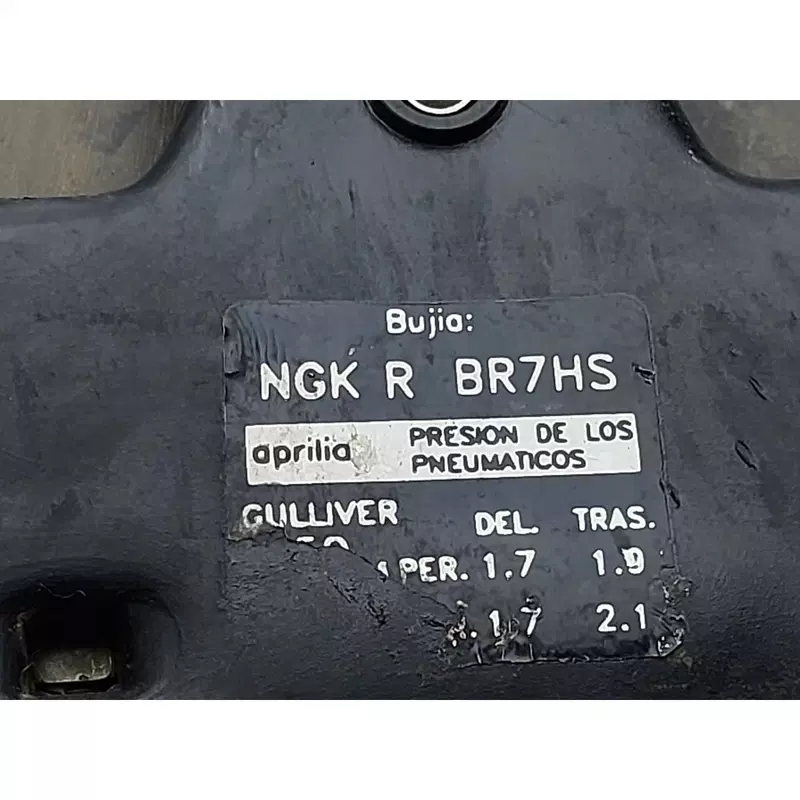 Bujia:
NGK R BR7HS
aprilia PRESION DE LOS
PNEUMATICOS
GULLIVER DEL. TRAS.
PER. 1.7 1.9
1.7 2.1